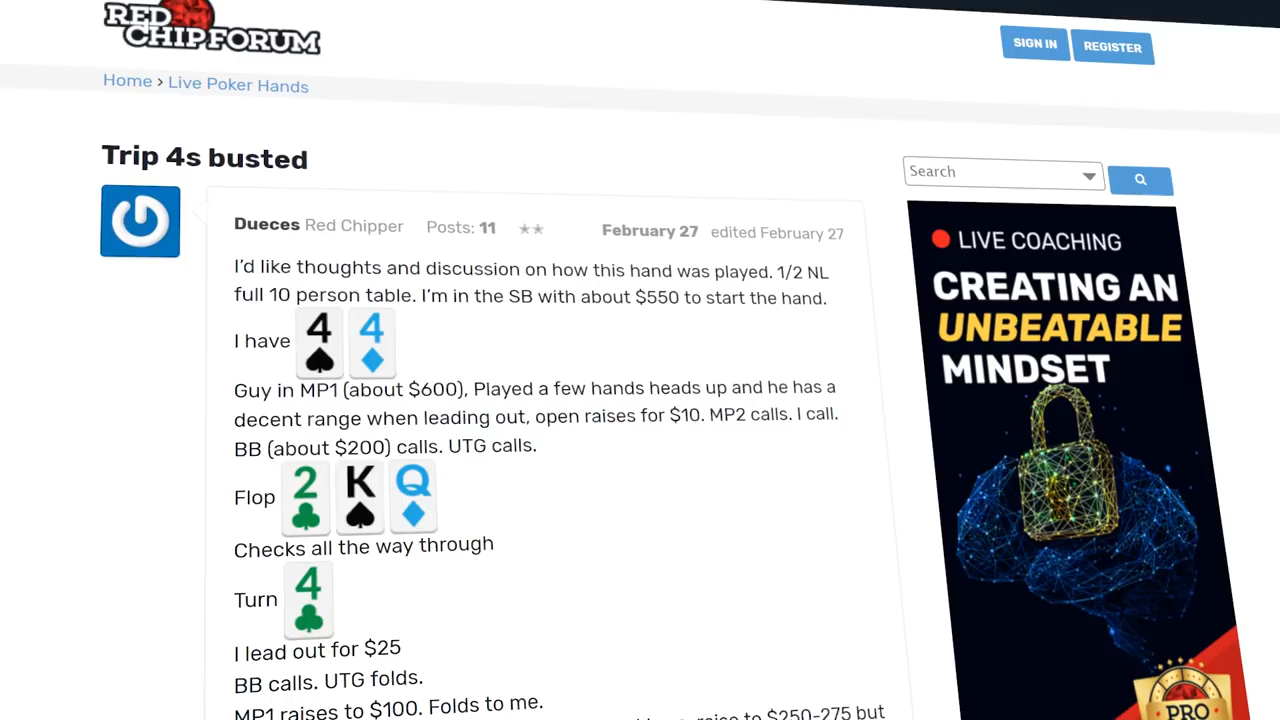 RED
CHIP FORUM
SIGN IN
REGISTER
Home › Live Poker Hands
Trip 4s busted
Search
Dueces Red Chipper Posts: 11 ★★ February 27 edited February 27
I'd like thoughts and discussion on how this hand was played. 1/2 NL
full 10 person table. I'm in the SB with about $550 to start the hand.
I have 4♠ 4♦
Guy in MP1 (about $600), Played a few hands heads up and he has a
decent range when leading out, open raises for $10. MP2 calls. I call.
BB (about $200) calls. UTG calls.
Flop 2♣ K♠ Q♦
Checks all the way through
Turn 4♣
I lead out for $25
BB calls. UTG folds.
MP1 raises to $100. Folds to me.
raise to $250-275 but
LIVE COACHING
CREATING AN
UNBEATABLE
MINDSET
PRO